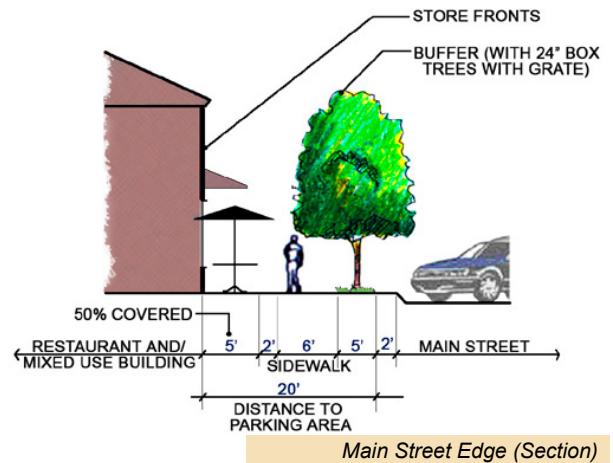 STORE FRONTS
BUFFER (WITH 24" BOX
TREES WITH GRATE)
50% COVERED
5' 2' 6' 5' 2'
RESTAURANT AND/
MIXED USE BUILDING
SIDEWALK
MAIN STREET
20'
DISTANCE TO
PARKING AREA
Main Street Edge (Section)